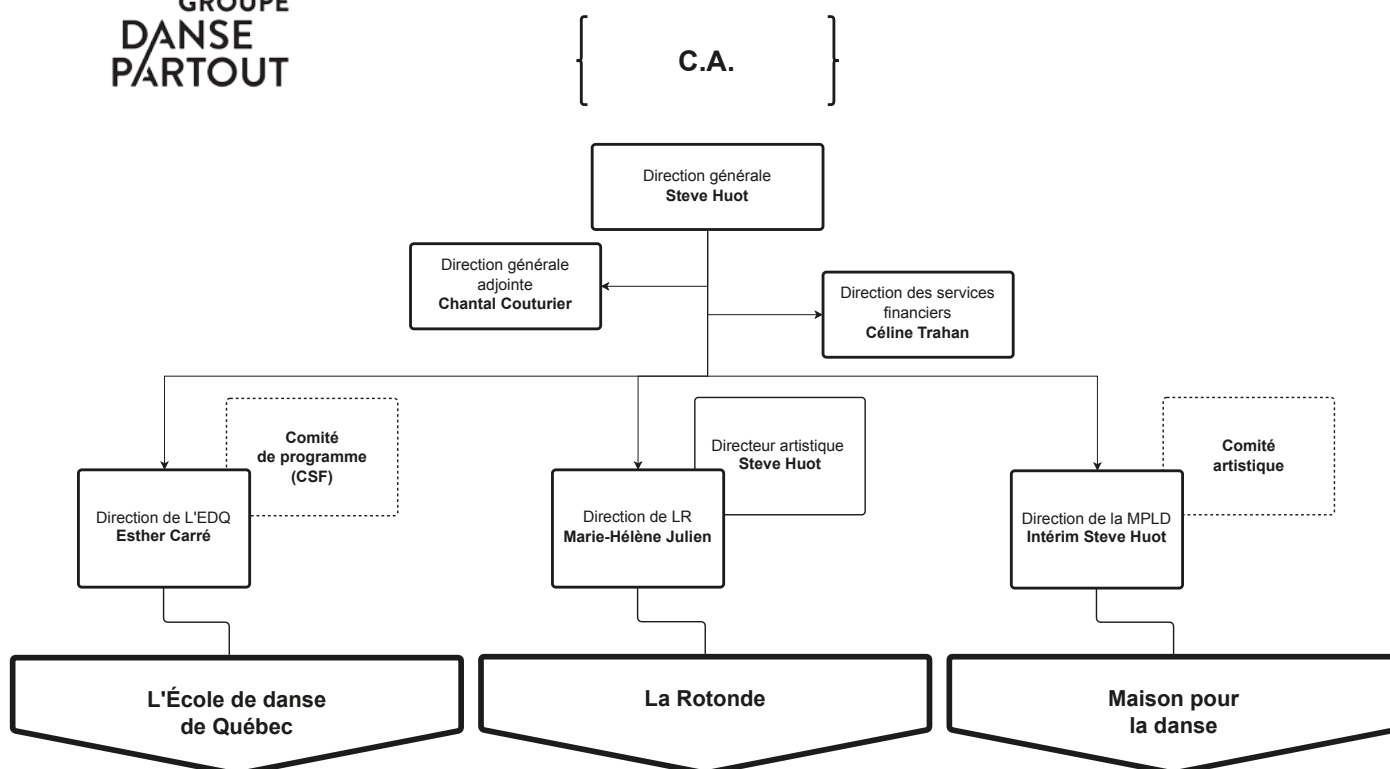 GROUPE
DANSE
PARTOUT
C.A.
Direction générale
Steve Huot
Direction générale
adjointe
Chantal Couturier
Direction des services
financiers
Céline Trahan
Comité
de programme
(CSF)
Direction de L'EDQ
Esther Carré
Directeur artistique
Steve Huot
Direction de LR
Marie-Hélène Julien
Comité
artistique
Direction de la MPLD
Intérim Steve Huot
L'École de danse
de Québec
La Rotonde
Maison pour
la danse